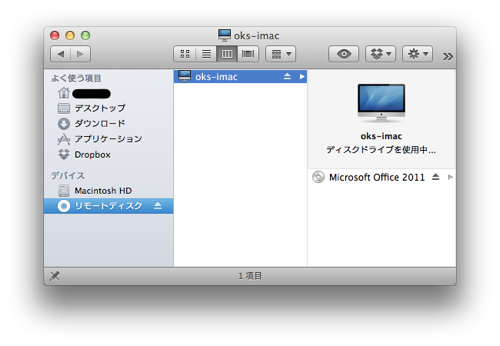 oks-imac
よく使う項目
デスクトップ
ダウンロード
アプリケーション
Dropbox
デバイス
Macintosh HD
リモートディスク
oks-imac
oks-imac
ディスクドライブを使用中...
Microsoft Office 2011
1 項目